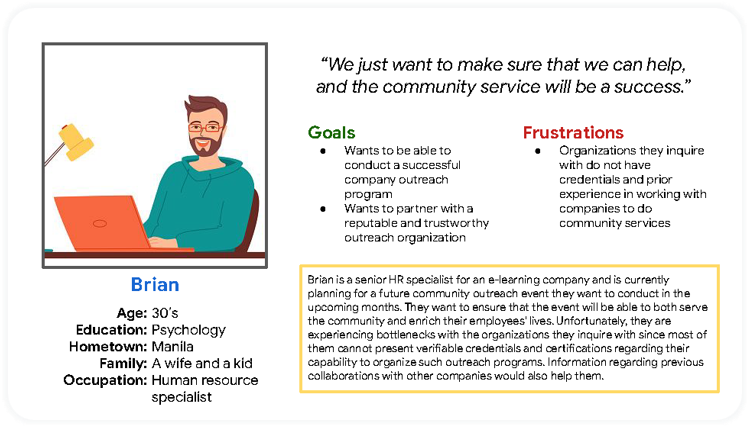 “We just want to make sure that we can help,
and the community service will be a success.”
Goals
● Wants to be able to
conduct a successful
company outreach
program
● Wants to partner with a
reputable and trustworthy
outreach organization
Frustrations
● Organizations they inquire
with do not have
credentials and prior
experience in working with
companies to do
community services
Brian
Age: 30's
Education: Psychology
Hometown: Manila
Family: A wife and a kid
Occupation: Human resource
specialist
Brian is a senior HR specialist for an e-learning company and is currently
planning for a future community outreach event they want to conduct in the
upcoming months. They want to ensure that the event will be able to both serve
the community and enrich their employees' lives. Unfortunately, they are
experiencing bottlenecks with the organizations they inquire with since most of
them cannot present verifiable credentials and certifications regarding their
capability to organize such outreach programs. Information regarding previous
collaborations with other companies would also help them.